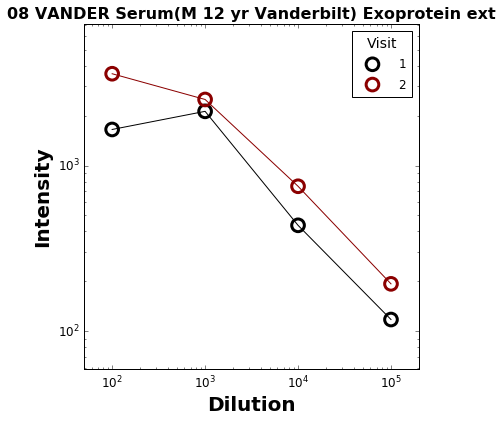 08 VANDER Serum(M 12 yr Vanderbilt) Exoprotein ext
Visit
1
2
Intensity
10³
10²
10² 10³ 10⁴ 10⁵
Dilution